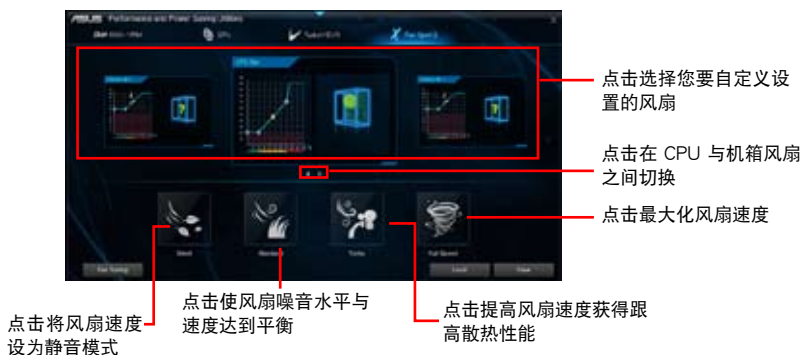 ASUS Performance and Power Saving Utilities
点击选择您要自定义设
置的风扇
点击在 CPU 与机箱风扇
之间切换
点击最大化风扇速度
Silent
Standard
Turbo
Full Speed
Fan Tuning
点击将风扇速度
设为静音模式
点击使风扇噪音水平与
速度达到平衡
点击提高风扇速度获得跟
高散热性能